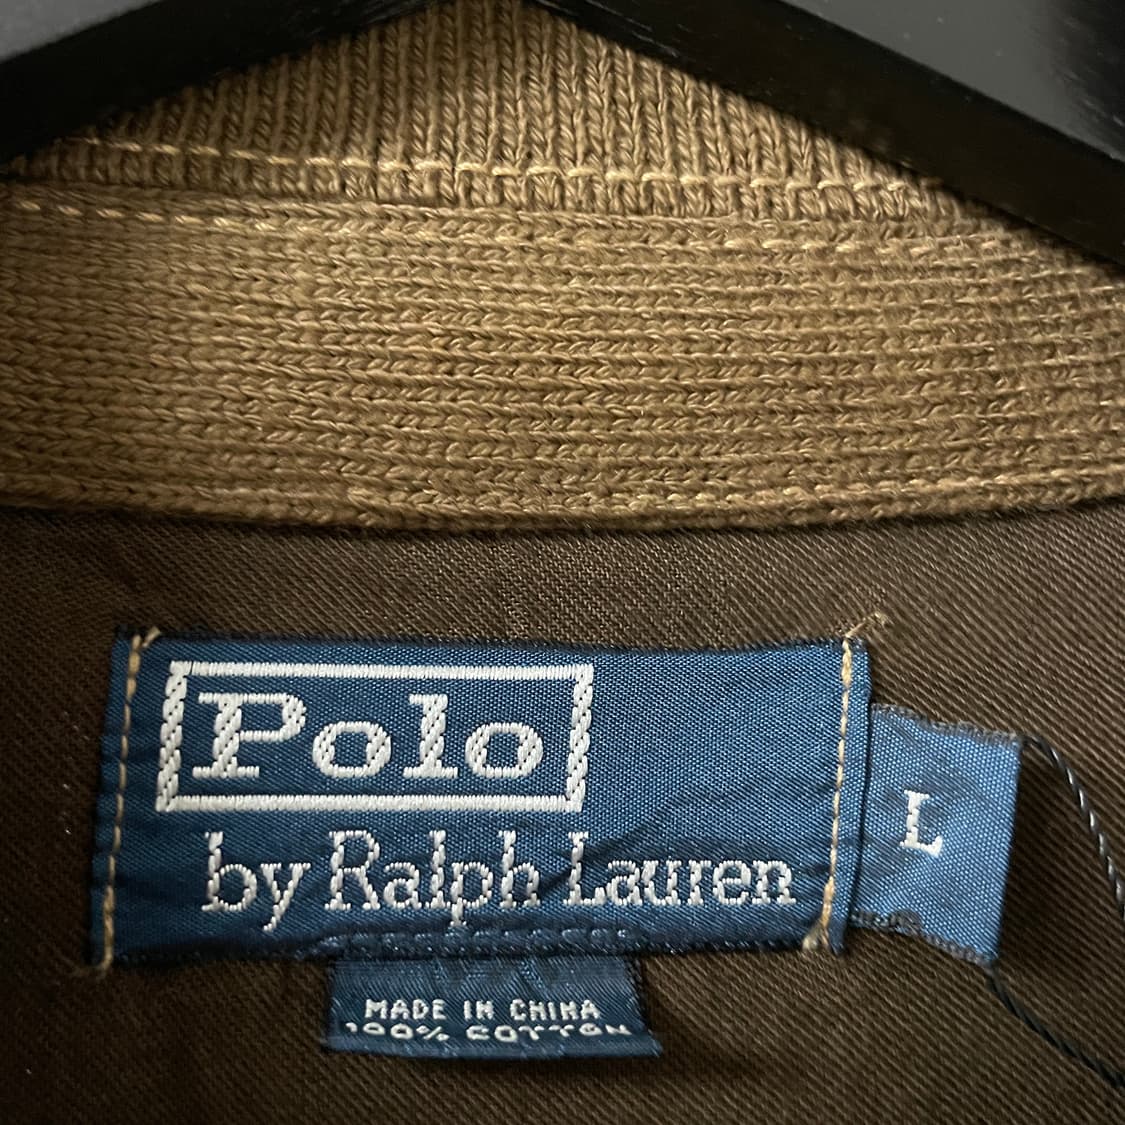 Polo
by Ralph Lauren
L
MADE IN CHINA
100% COTTON